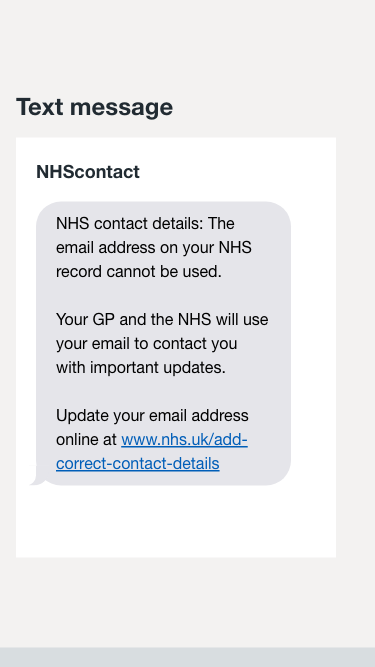 Text message
NHScontact
NHS contact details: The
email address on your NHS
record cannot be used.
Your GP and the NHS will use
your email to contact you
with important updates.
Update your email address
online at www.nhs.uk/add-
correct-contact-details